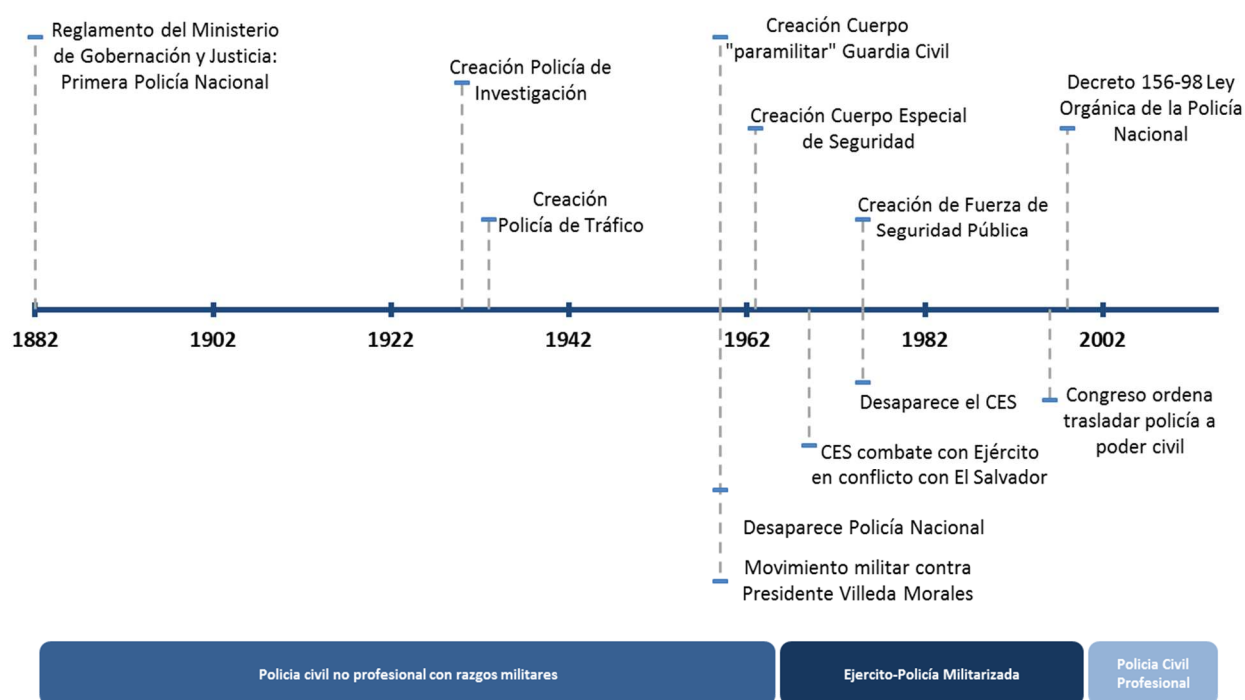 Reglamento del Ministerio
de Gobernación y Justicia:
Primera Policía Nacional
Creación Policía de
Investigación
Creación
Policía de Tráfico
Creación Cuerpo
"paramilitar" Guardia Civil
Creación Cuerpo Especial
de Seguridad
Creación de Fuerza de
Seguridad Pública
Decreto 156-98 Ley
Orgánica de la Policía
Nacional
1882
1902
1922
1942
1962
1982
2002
Desaparece el CES
Congreso ordena
trasladar policía a
poder civil
CES combate con Ejército
en conflicto con El Salvador
Desaparece Policía Nacional
Movimiento militar contra
Presidente Villeda Morales
Policia civil no profesional con razgos militares
Ejercito-Policía Militarizada
Policia Civil
Profesional